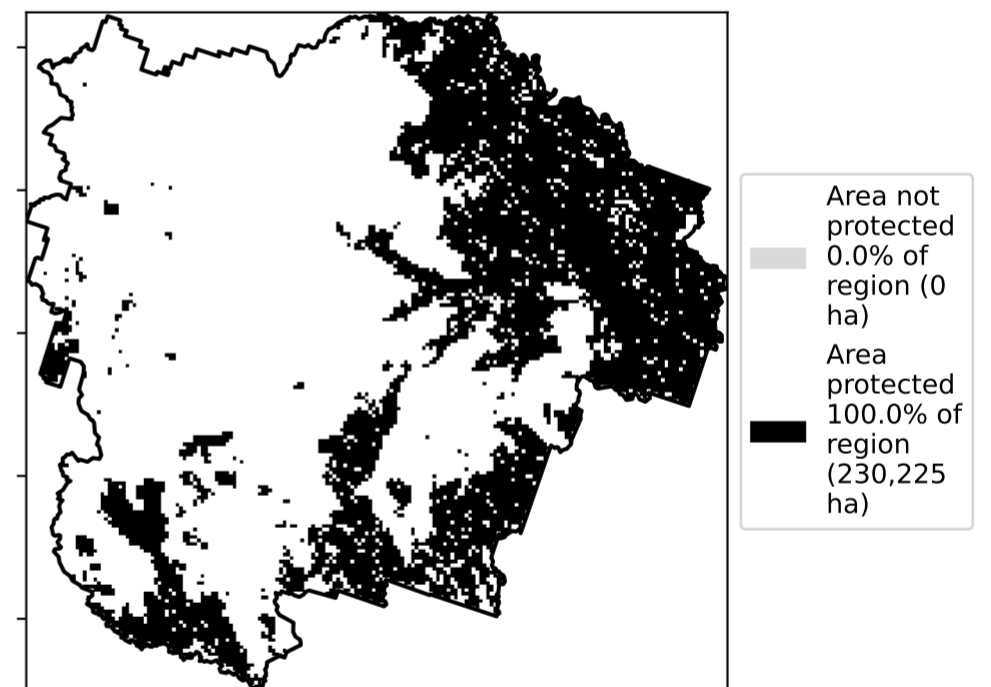 Area not
protected
0.0% of
region (0
ha)
Area
protected
100.0% of
region
(230,225
ha)